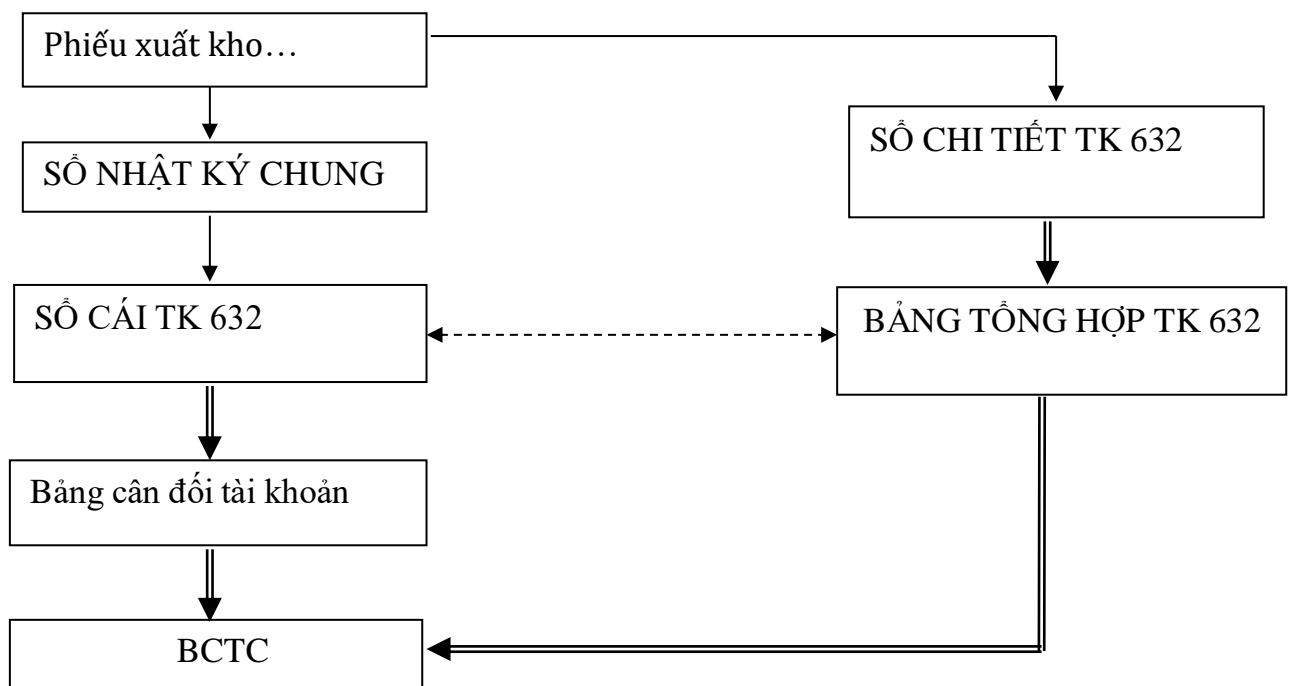 Phiếu xuất kho…
SỔ CHI TIẾT TK 632
SỔ NHẬT KÝ CHUNG
SỔ CÁI TK 632
BẢNG TỔNG HỢP TK 632
Bảng cân đối tài khoản
BCTC